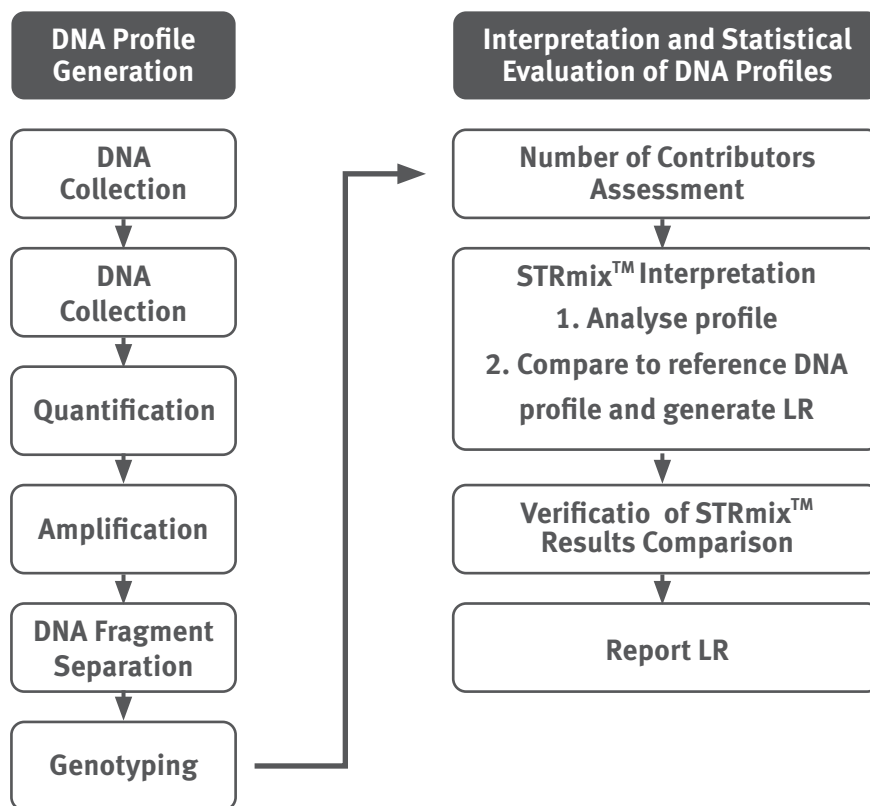 DNA Profile
Generation
DNA
Collection
DNA
Collection
Quantification
Amplification
DNA Fragment
Separation
Genotyping
Interpretation and Statistical
Evaluation of DNA Profiles
Number of Contributors
Assessment
STRmix™ Interpretation
1. Analyse profile
2. Compare to reference DNA
profile and generate LR
Verificatio of STRmix™
Results Comparison
Report LR